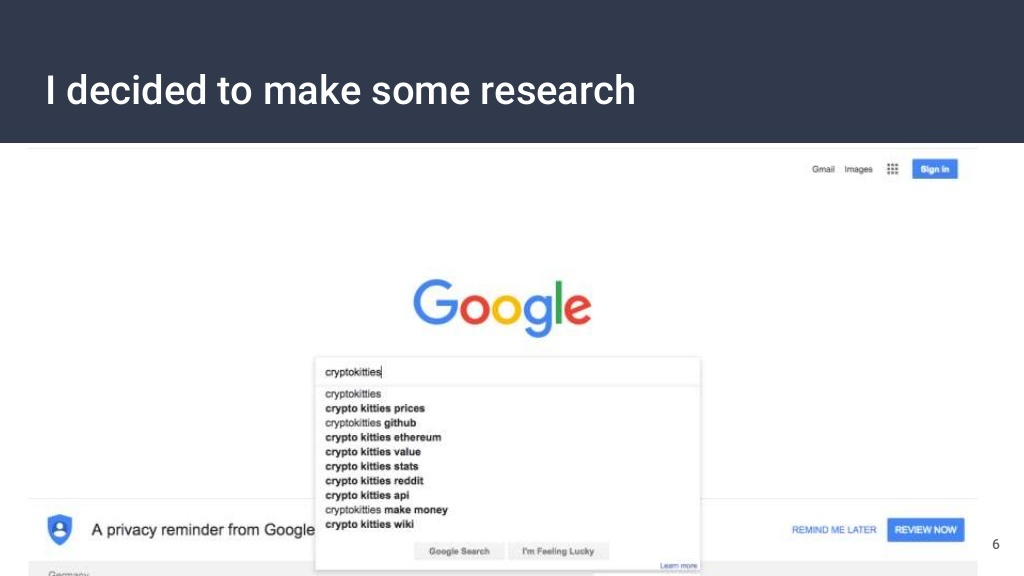 I decided to make some research
Gmail Images Sign in
Google
cryptokitties
cryptokitties
crypto kitties prices
cryptokitties github
crypto kitties ethereum
crypto kitties value
crypto kitties stats
crypto kitties reddit
crypto kitties api
cryptokitties make money
crypto kitties wiki
A privacy reminder from Google
REMIND ME LATER REVIEW NOW
6
Google Search I'm Feeling Lucky
Learn more
Germany